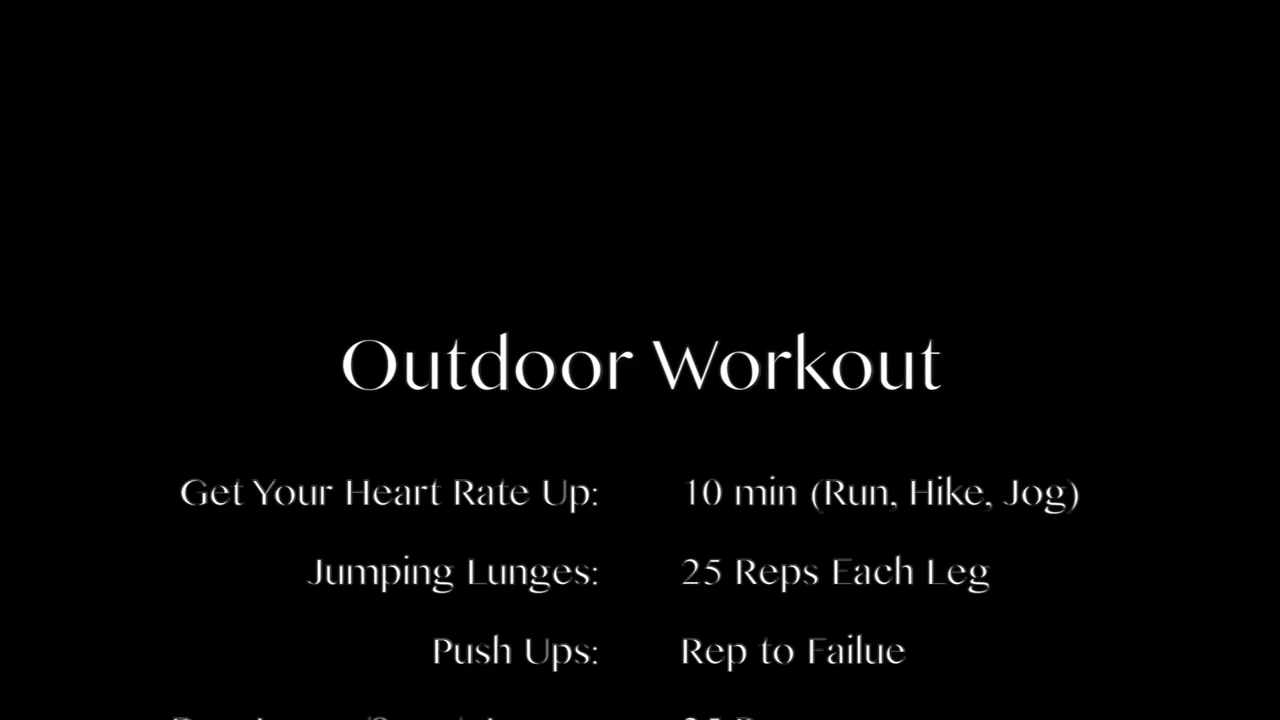 Outdoor Workout
Get Your Heart Rate Up: 10 min (Run, Hike, Jog)
Jumping Lunges: 25 Reps Each Leg
Push Ups: Rep to Failue